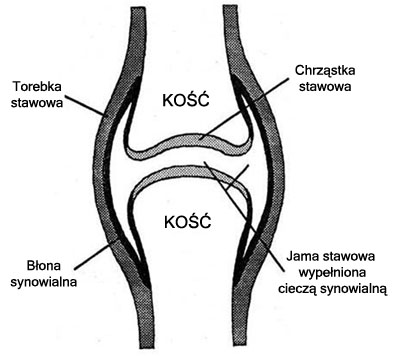 Torebka
stawowa
KOŚĆ
Chrząstka
stawowa
KOŚĆ
Błona
synowialna
Jama stawowa
wypełniona
cieczą synowialną